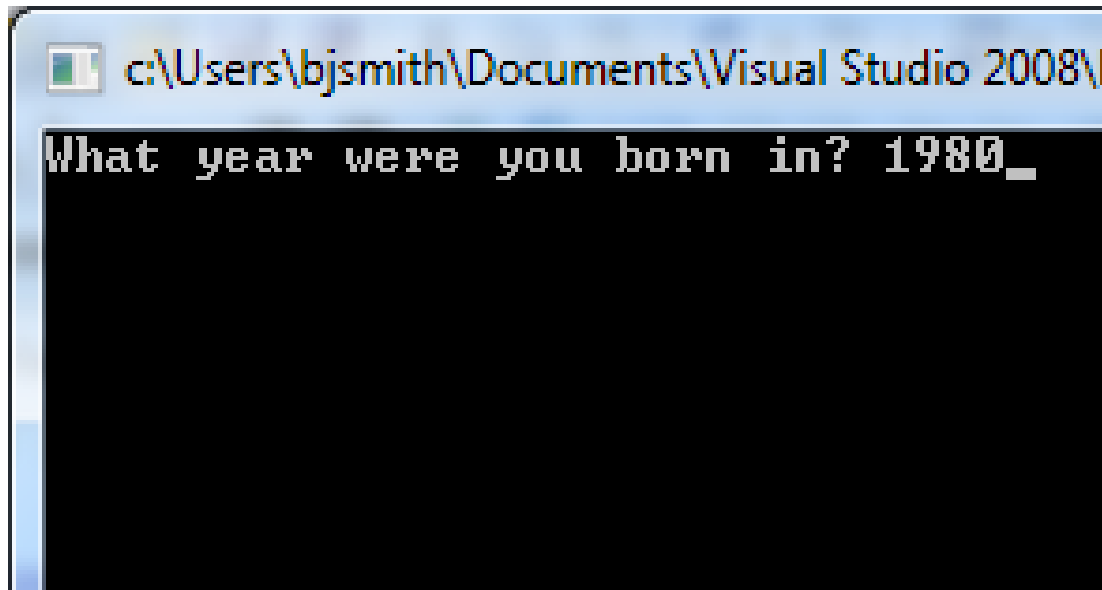 c:\Users\bjsmith\Documents\Visual Studio 2008\
What year were you born in? 1980_